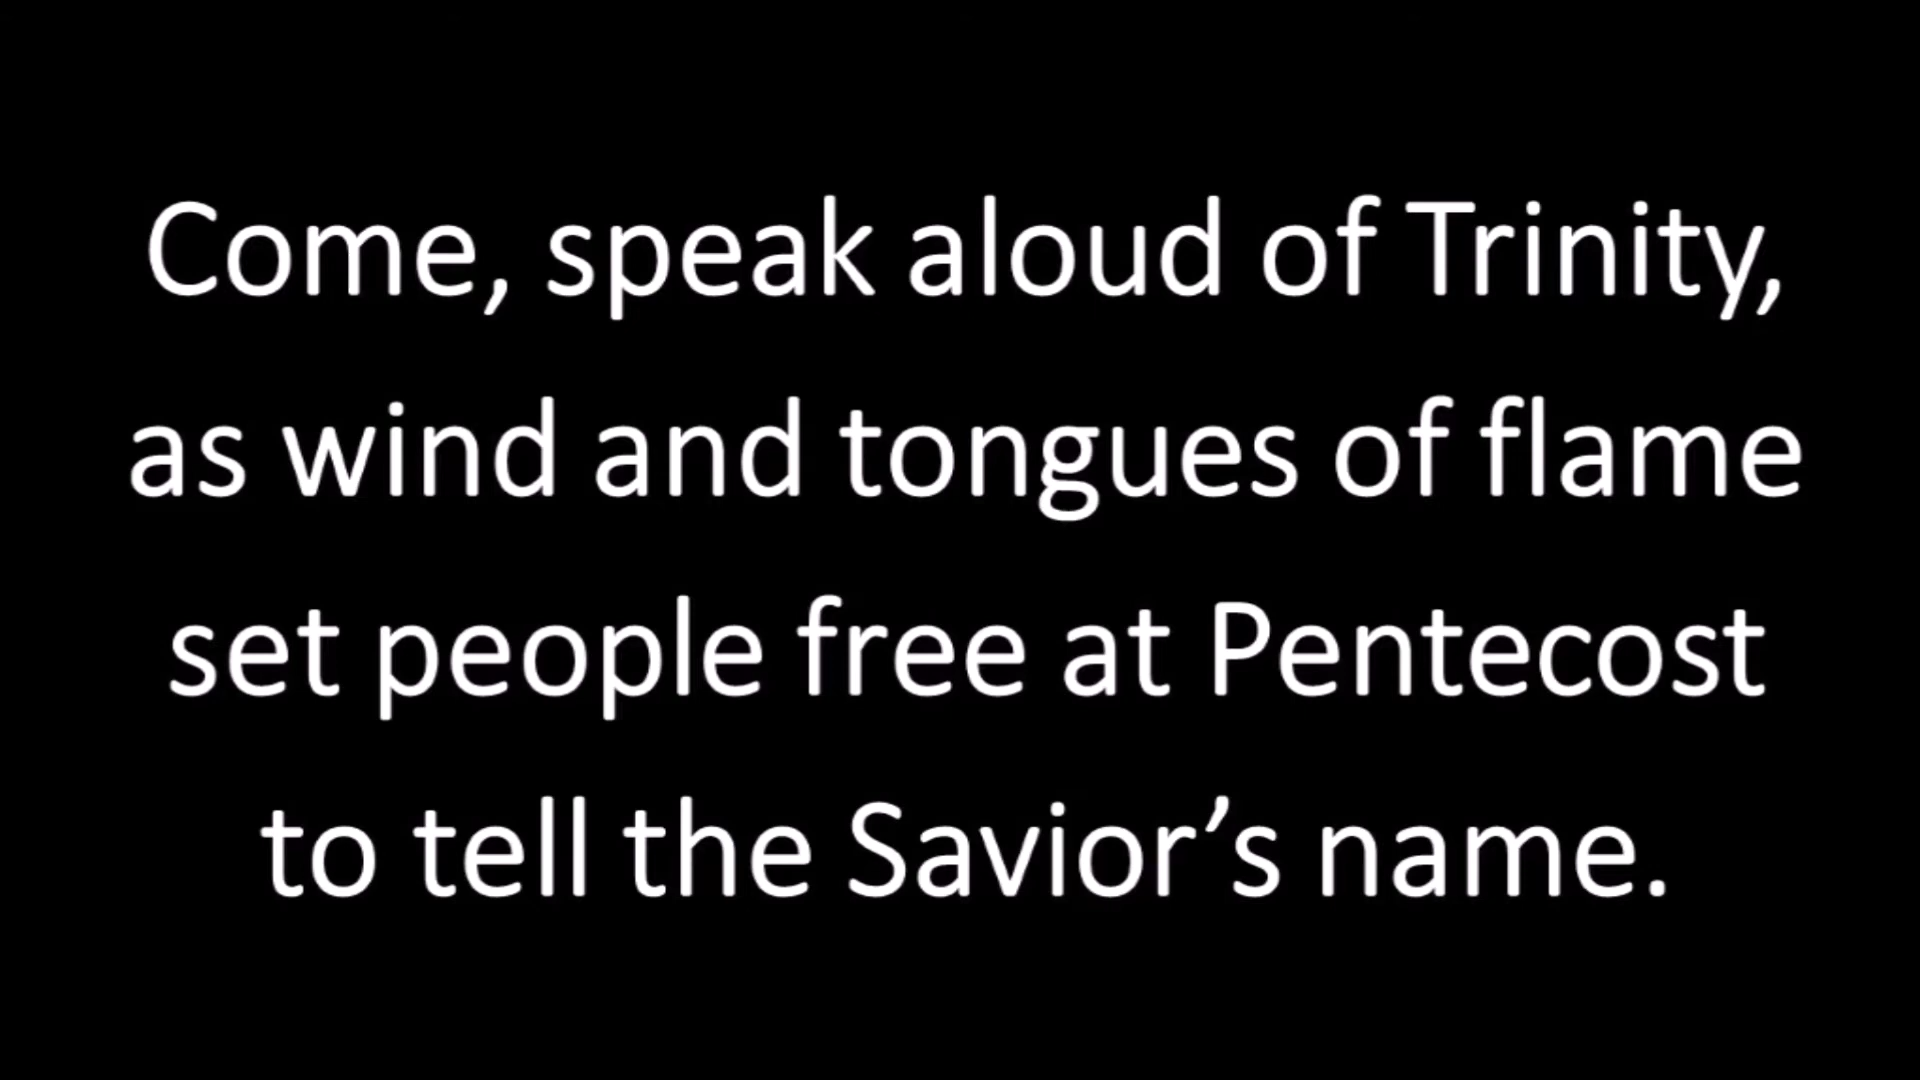 Come, speak aloud of Trinity,
as wind and tongues of flame
set people free at Pentecost
to tell the Savior’s name.